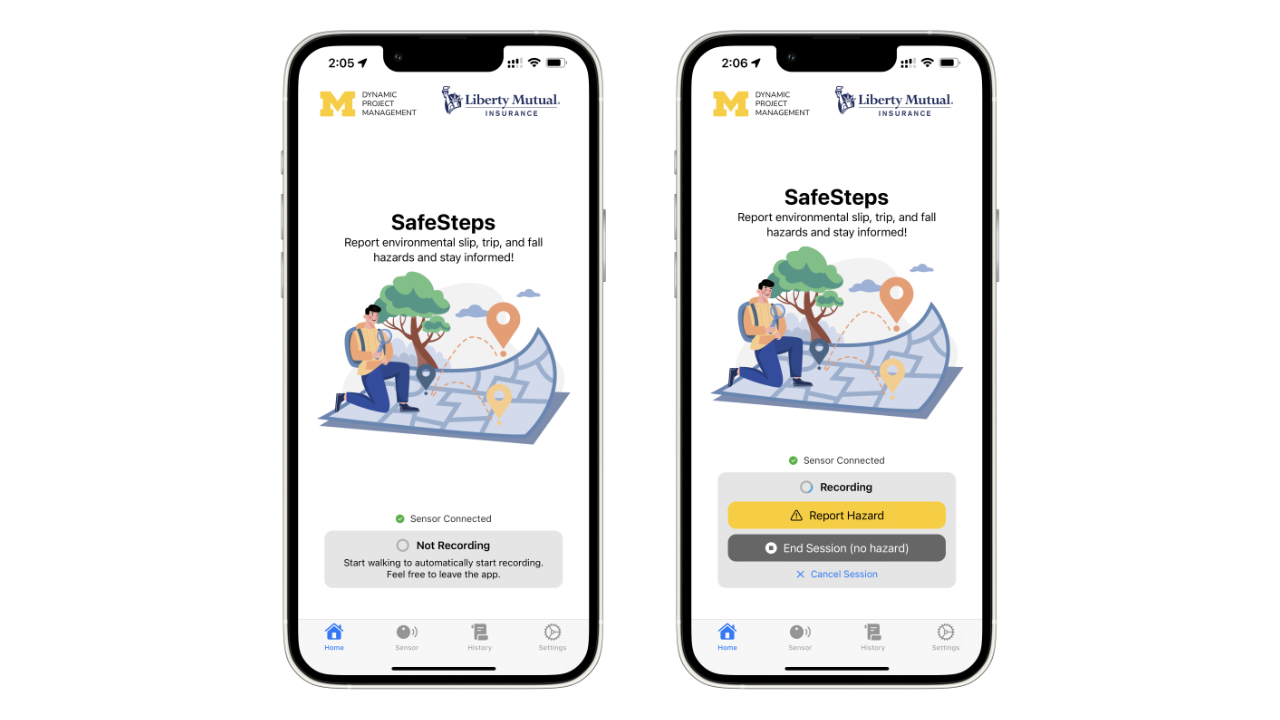 2:05
DYNAMIC
PROJECT
MANAGEMENT
Liberty Mutual.
INSURANCE
SafeSteps
Report environmental slip, trip, and fall
hazards and stay informed!
Sensor Connected
Not Recording
Start walking to automatically start recording.
Feel free to leave the app.
Home
Sensor
History
Settings
2:06
DYNAMIC
PROJECT
MANAGEMENT
Liberty Mutual.
INSURANCE
SafeSteps
Report environmental slip, trip, and fall
hazards and stay informed!
Sensor Connected
Recording
Report Hazard
End Session (no hazard)
Cancel Session
Home
Sensor
History
Settings